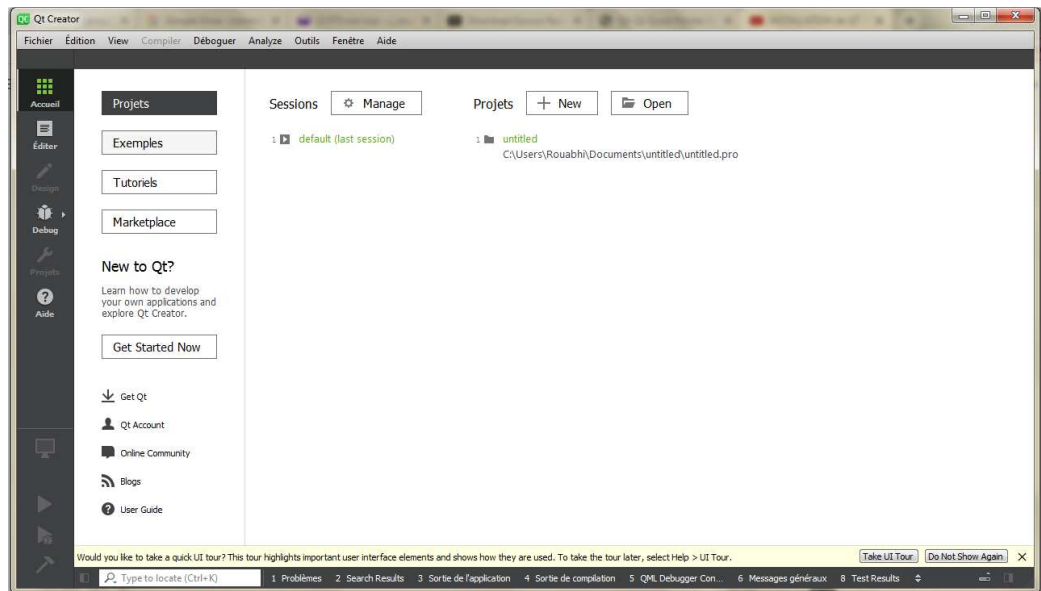 Qt Creator
Fichier Édition View Compiler Déboguer Analyze Outils Fenêtre Aide
Accueil
Éditer
Design
Debug
Projets
Aide
Projets
Exemples
Tutoriels
Marketplace
New to Qt?
Learn how to develop
your own applications and
explore Qt Creator.
Get Started Now
Get Qt
Qt Account
Online Community
Blogs
User Guide
Sessions Manage
1 default (last session)
Projets New Open
1 untitled
C:\Users\Rouabhi\Documents\untitled\untitled.pro
Would you like to take a quick UI tour? This tour highlights important user interface elements and shows how they are used. To take the tour later, select Help > UI Tour. Take UI Tour Do Not Show Again
Type to locate (Ctrl+K) 1 Problèmes 2 Search Results 3 Sortie de l'application 4 Sortie de compilation 5 QML Debugger Con... 6 Messages généraux 8 Test Results